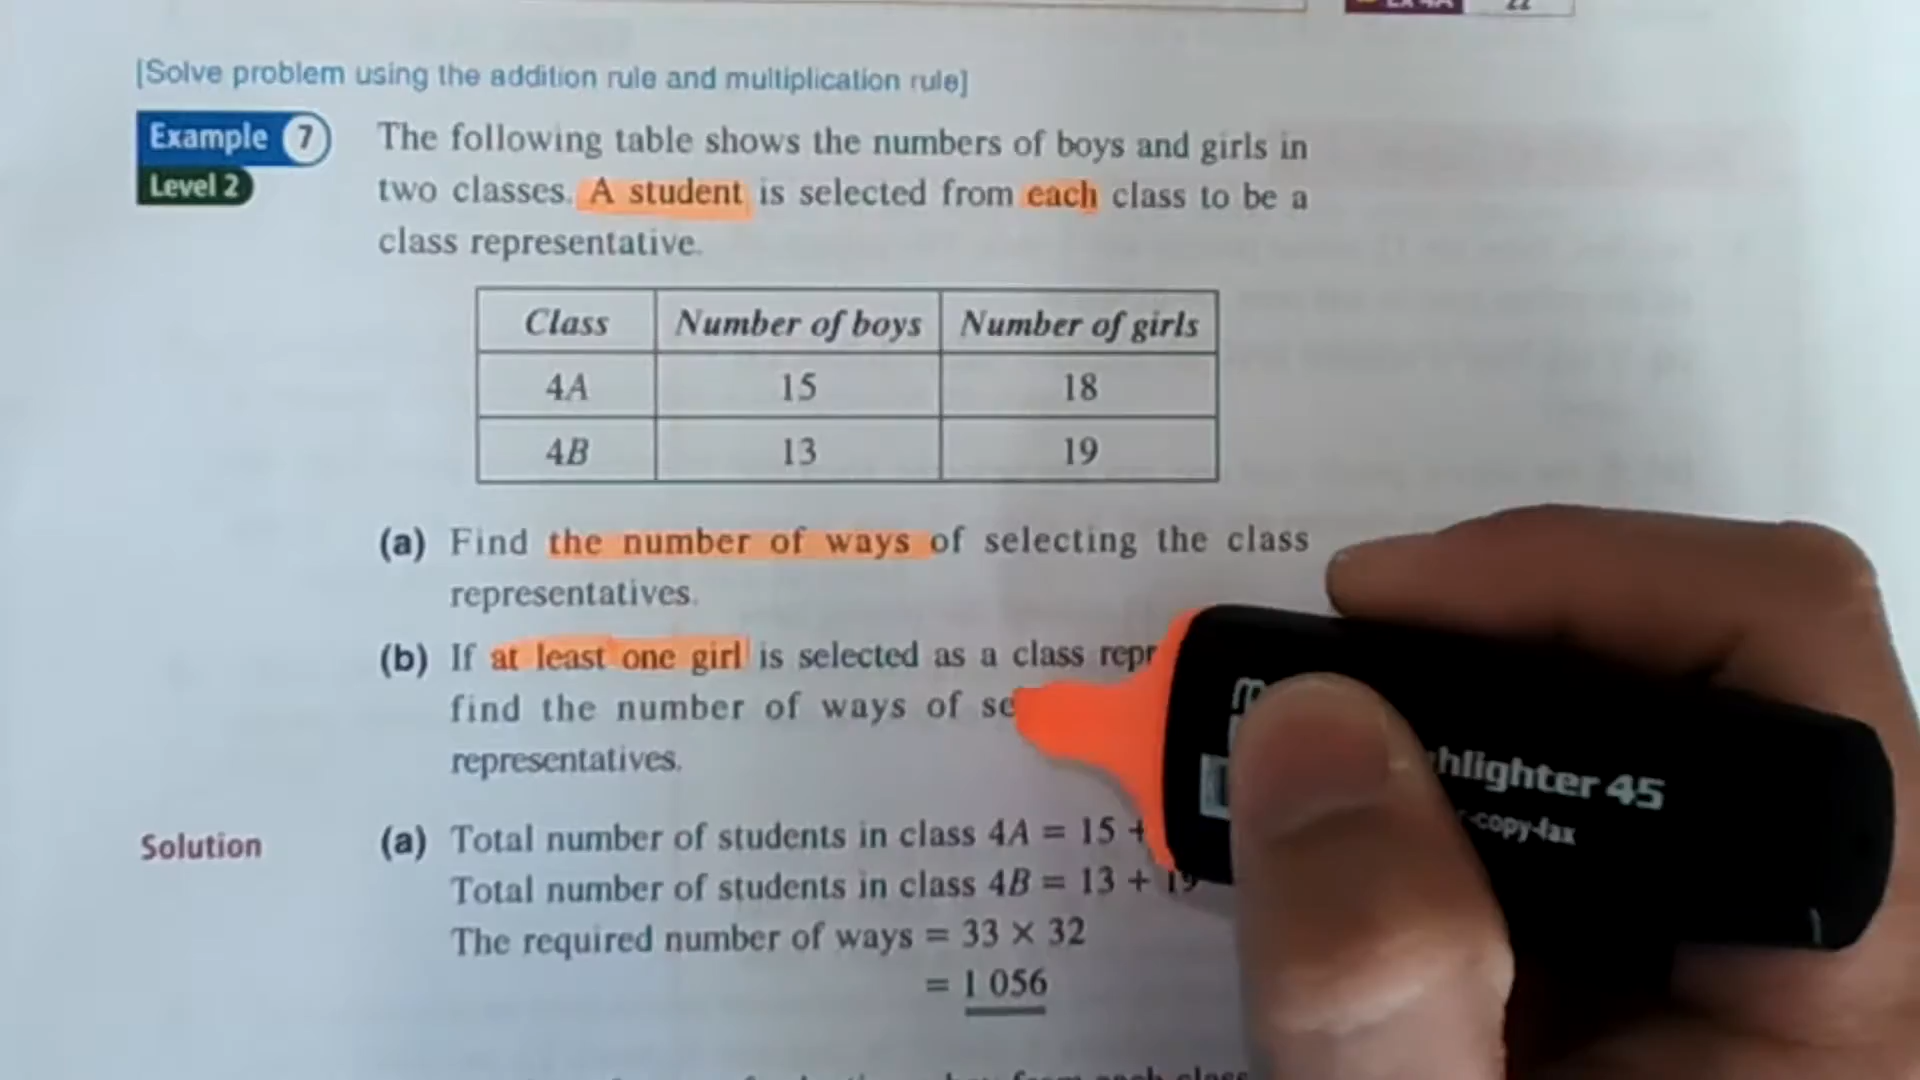 [Solve problem using the addition rule and multiplication rule]
Example 7 The following table shows the numbers of boys and girls in
Level 2 two classes. A student is selected from each class to be a
class representative.
Class Number of boys Number of girls
4A 15 18
4B 13 19
(a) Find the number of ways of selecting the class
representatives.
(b) If at least one girl is selected as a class repr
find the number of ways of
representatives.
Solution (a) Total number of students in class 4A = 15 +
Total number of students in class 4B = 13 + 19
The required number of ways = 33 × 32
= 1 056
hlighter 45
-copy-fax